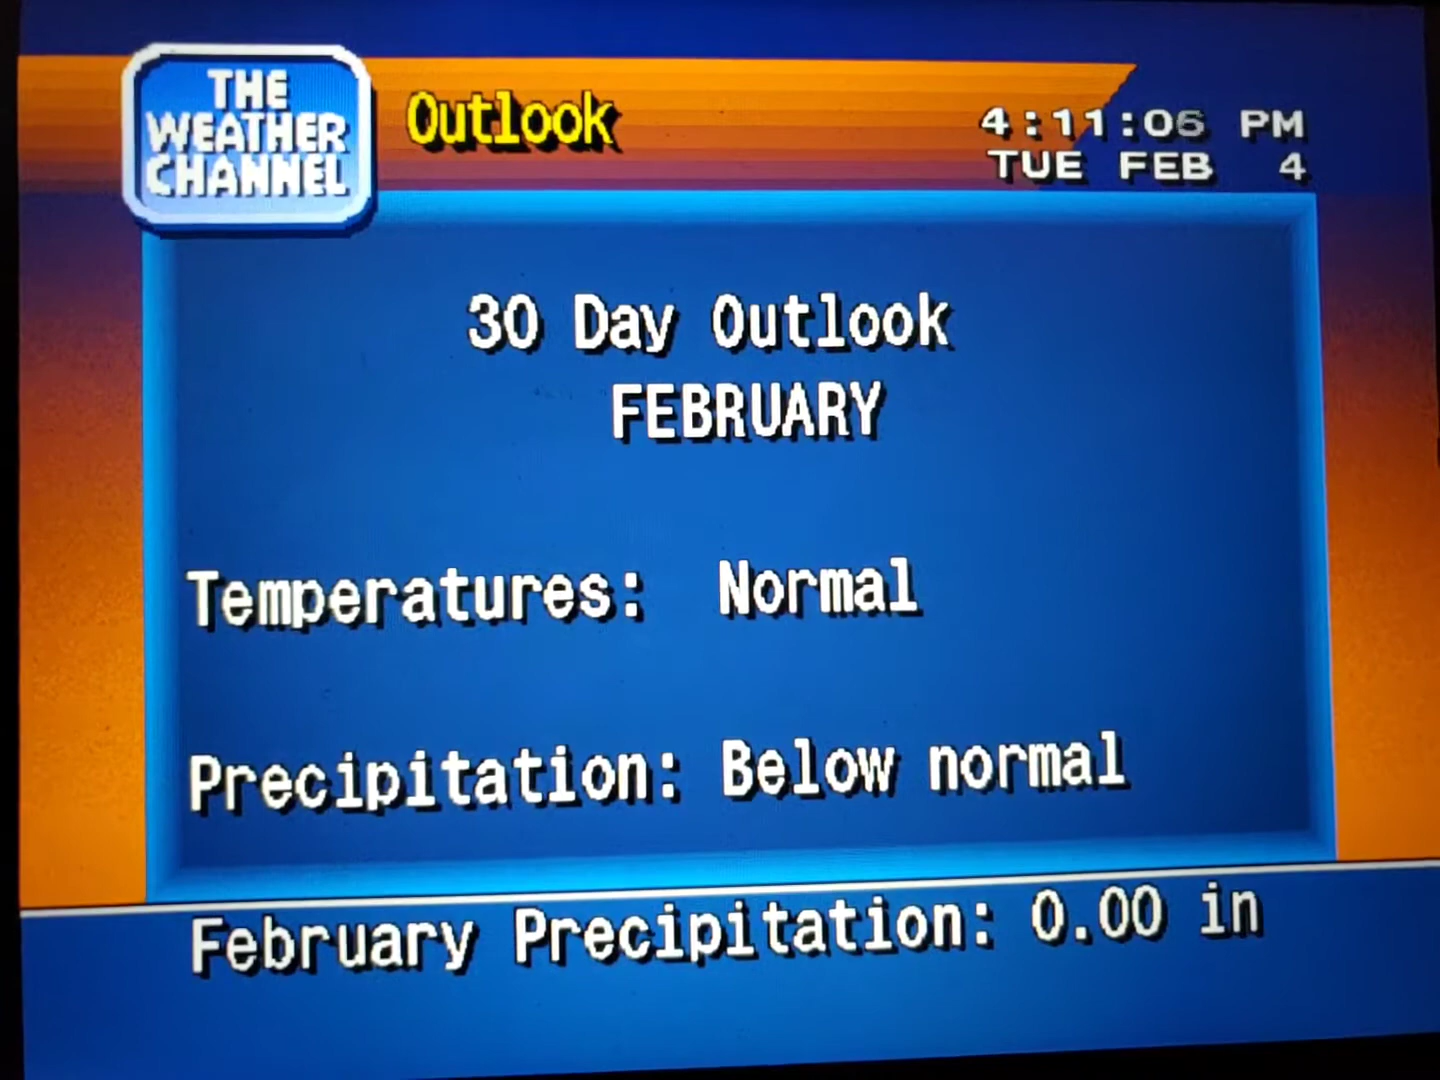 THE
WEATHER
CHANNEL
Outlook
4:11:06 PM
TUE FEB 4
30 Day Outlook
FEBRUARY
Temperatures: Normal
Precipitation: Below normal
February Precipitation: 0.00 in